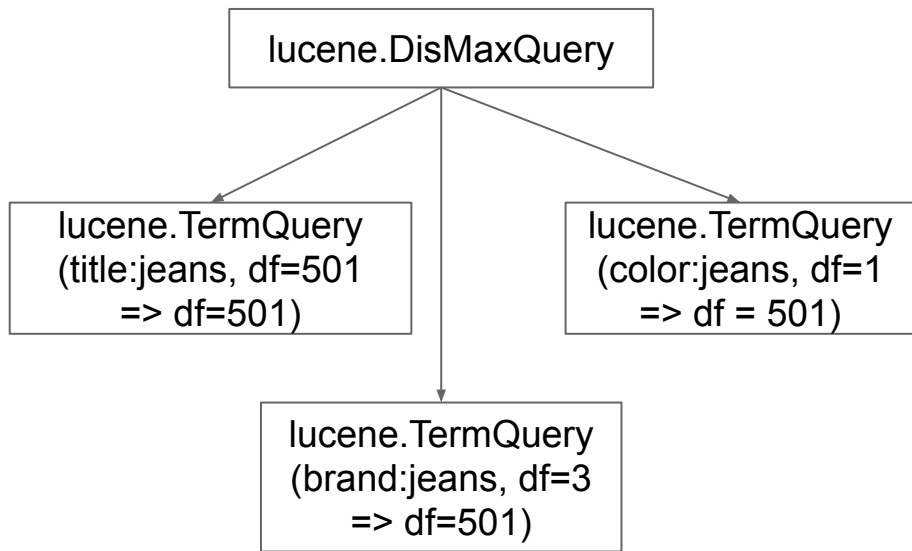 lucene.DisMaxQuery
lucene.TermQuery
(title:jeans, df=501
=> df=501)
lucene.TermQuery
(color:jeans, df=1
=> df = 501)
lucene.TermQuery
(brand:jeans, df=3
=> df=501)